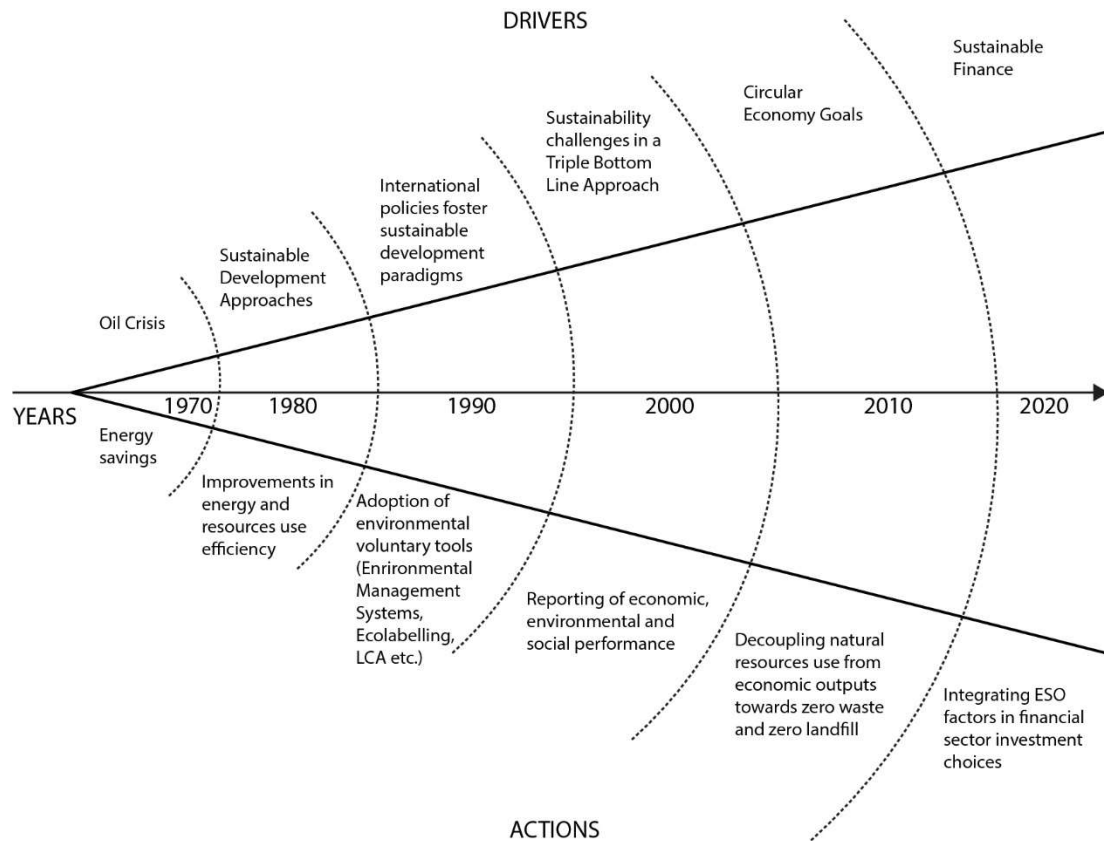 DRIVERS
Sustainable
Finance
Circular
Economy Goals
Sustainability
challenges in a
Triple Bottom
Line Approach
International
policies foster
sustainable
development
paradigms
Sustainable
Development
Approaches
Oil Crisis
YEARS
1970
1980
1990
2000
2010
2020
Energy
savings
Improvements in
energy and
resources use
efficiency
Adoption of
environmental
voluntary tools
(Enrironmental
Management
Systems,
Ecolabelling,
LCA etc.)
Reporting of economic,
environmental and
social performance
Decoupling natural
resources use from
economic outputs
towards zero waste
and zero landfill
Integrating ESO
factors in financial
sector investment
choices
ACTIONS